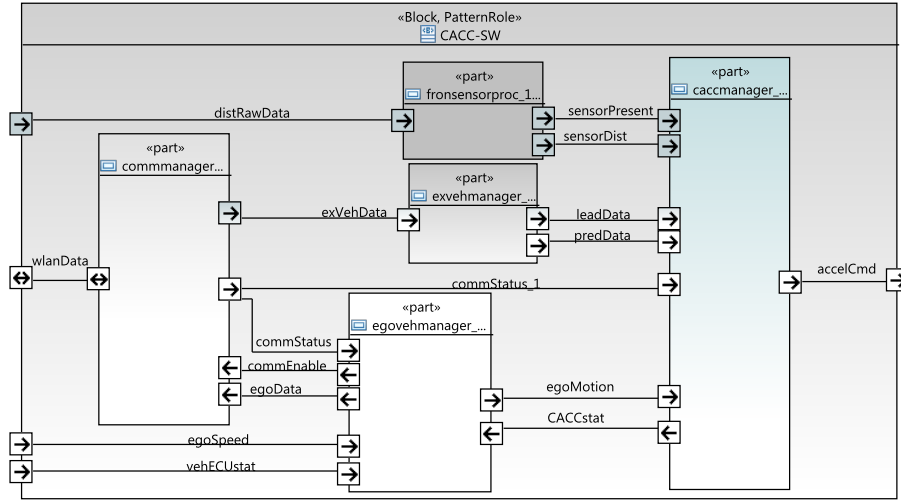 «Block, PatternRole»
CACC-SW
«part»
fronsensorproc_1...
«part»
caccmanager_...
distRawData
sensorPresent
sensorDist
«part»
commmanager...
«part»
exvehmanager_...
exVehData
leadData
predData
wlanData
accelCmd
commStatus_1
«part»
egovehmanager_...
commStatus
commEnable
egoData
egoMotion
CACCstat
egoSpeed
vehECUstat